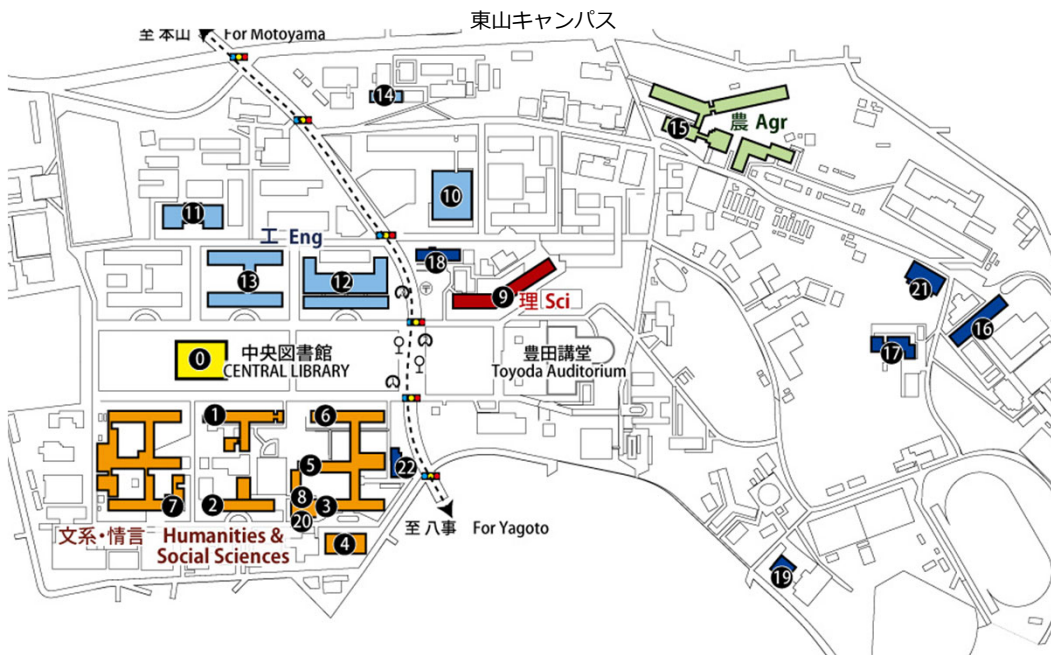 東山キャンパス
至 本山 For Motoyama
14
15
農 Agr
10
11
工 Eng
18
13
12
9
理 Sci
21
16
17
0
中央図書館
CENTRAL LIBRARY
豊田講堂
Toyoda Auditorium
1
6
5
22
7
2
8
3
20
文系・情言 Humanities &
Social Sciences
4
至 八事 For Yagoto
19